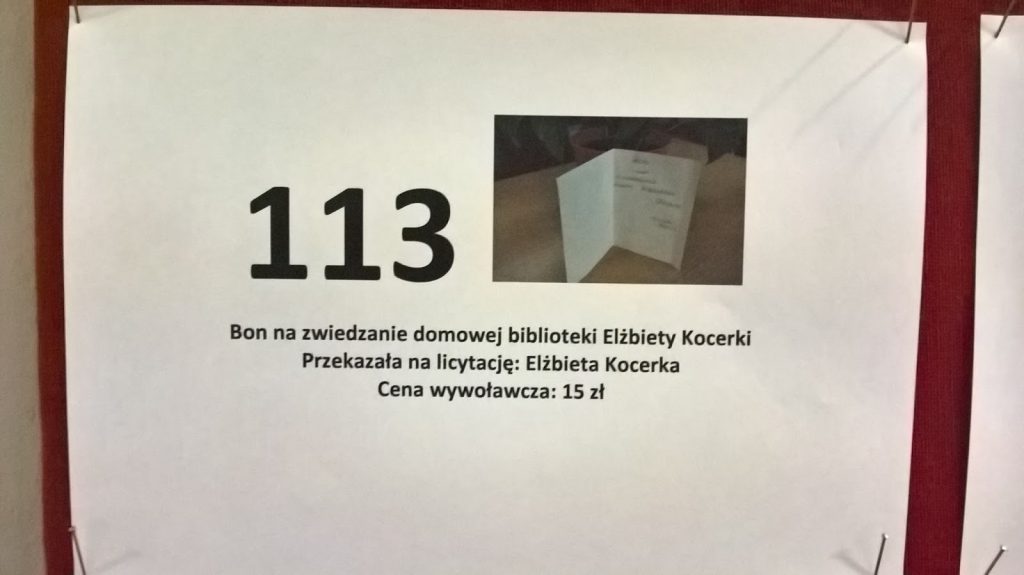 113
Bon na zwiedzanie domowej biblioteki Elżbiety Kocerki
Przekazała na licytację: Elżbieta Kocerka
Cena wywoławcza: 15 zł